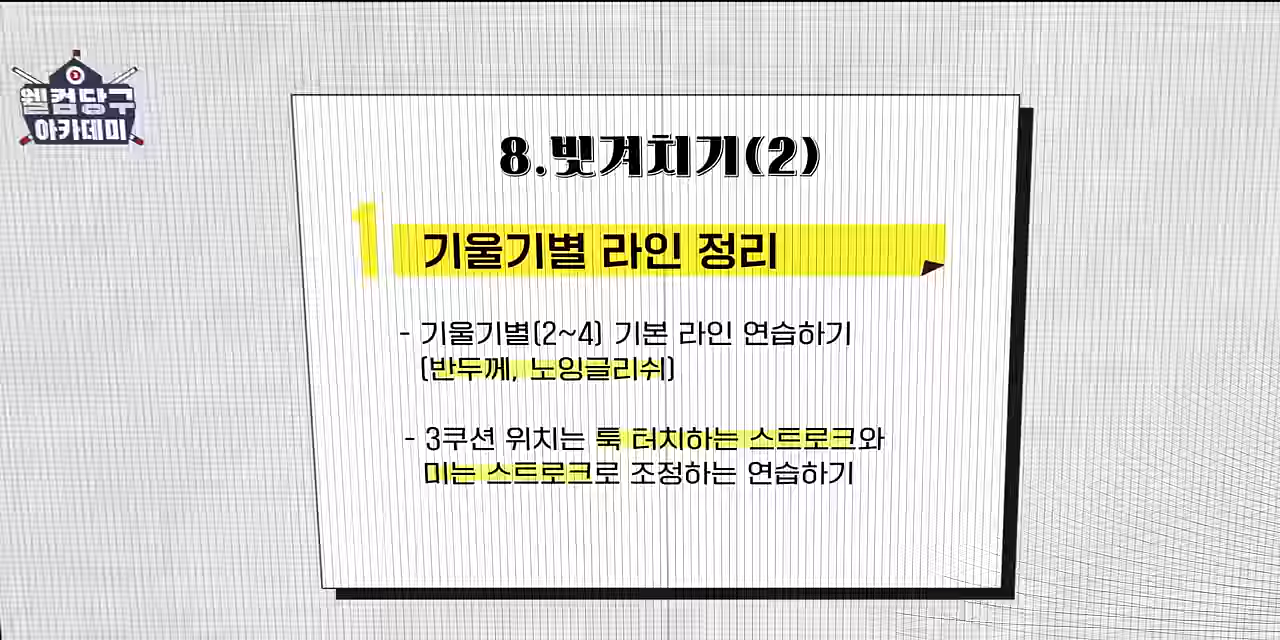 웰컴당구
아카데미
8.빗겨치기(2)
1
기울기별 라인 정리
- 기울기별(2~4) 기본 라인 연습하기
(반두께, 노잉글리쉬)
- 3쿠션 위치는 툭 터치하는 스트로크와
미는 스트로크로 조정하는 연습하기